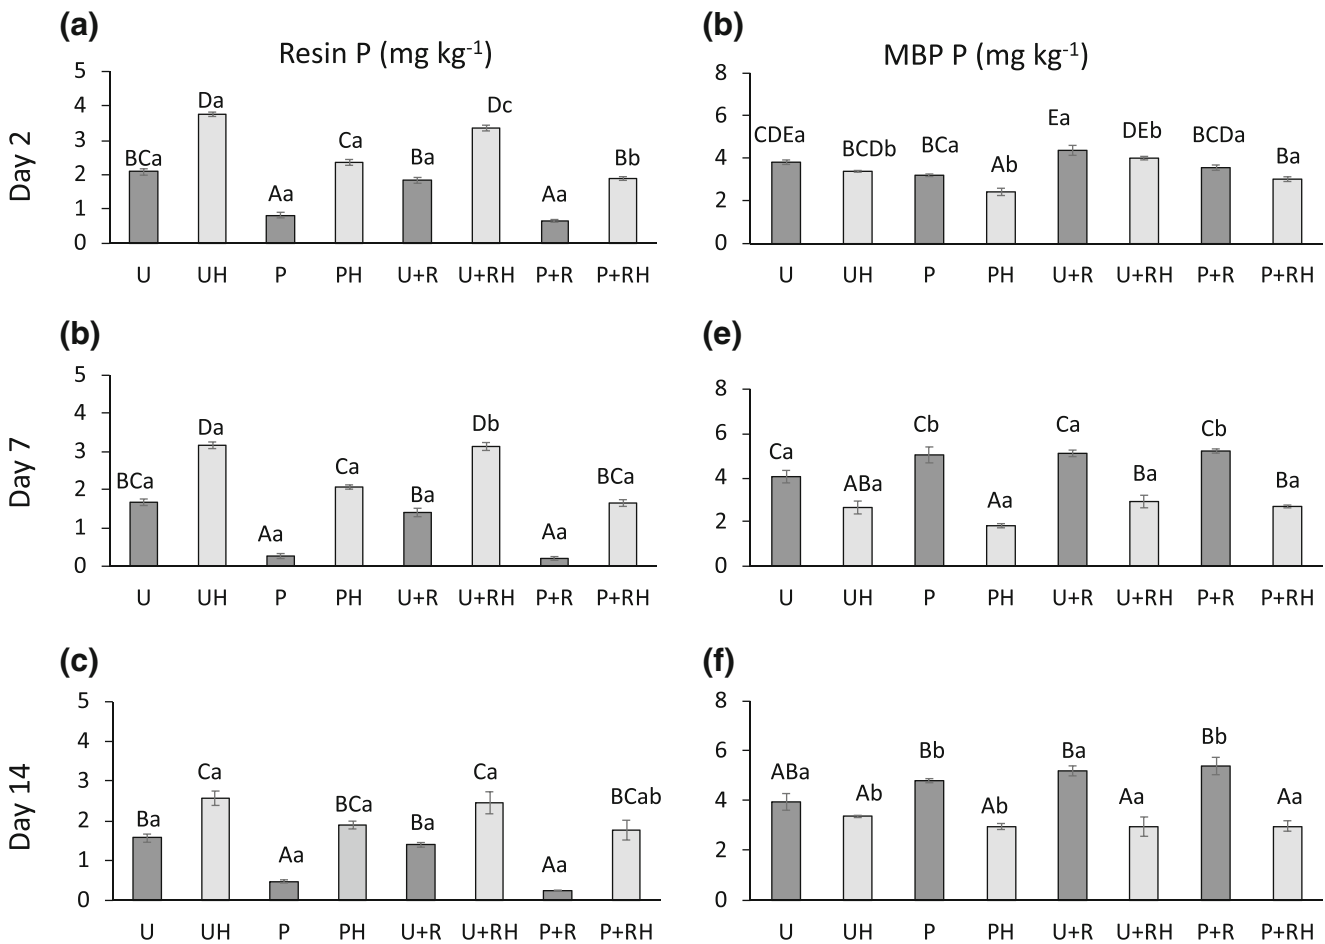 (a)
Resin P (mg kg-1)
Day 2
5
4
3
2
1
0
BCa
Da
Aa
Ca
Ba
Dc
Aa
Bb
U UH P PH U+R U+RH P+R P+RH
(b)
MBP P (mg kg-1)
8
6
4
2
0
CDEa
BCDb
BCa
Ab
Ea
DEb
BCDa
Ba
U UH P PH U+R U+RH P+R P+RH
(b)
Day 7
5
4
3
2
1
0
BCa
Da
Aa
Ca
Ba
Db
Aa
BCa
U UH P PH U+R U+RH P+R P+RH
(e)
8
6
4
2
0
Ca
ABa
Cb
Aa
Ca
Ba
Cb
Ba
U UH P PH U+R U+RH P+R P+RH
(c)
Day 14
5
4
3
2
1
0
Ba
Ca
Aa
BCa
Ba
Ca
Aa
BCab
U UH P PH U+R U+RH P+R P+RH
(f)
8
6
4
2
0
ABa
Ab
Bb
Ab
Ba
Aa
Bb
Aa
U UH P PH U+R U+RH P+R P+RH